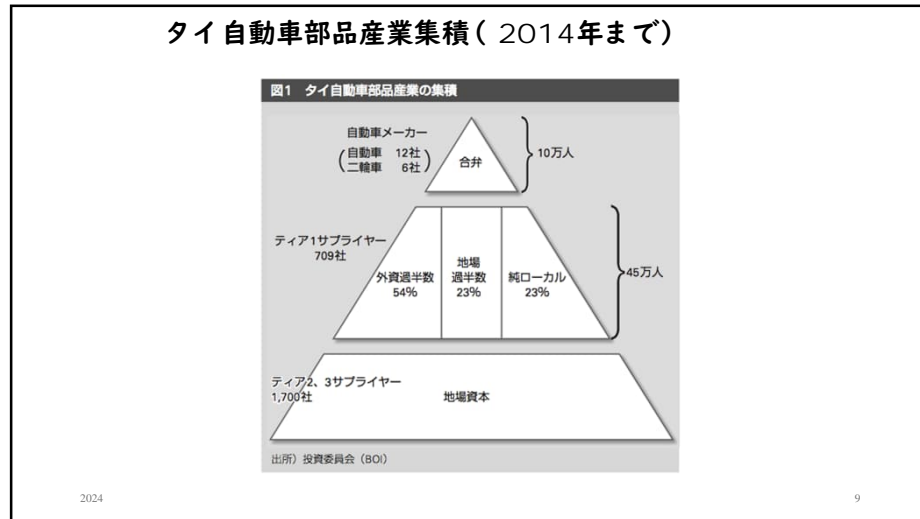 タイ自動車部品産業集積( 2014年まで)
図1 タイ自動車部品産業の集積
自動車メーカー
(自動車 12社
二輪車 6社)
合弁
10万人
ティア1サプライヤー
709社
外資過半数
54%
地場
過半数
23%
純ローカル
23%
45万人
ティア2、3サプライヤー
1,700社
地場資本
出所)投資委員会(BOI)
2024
9